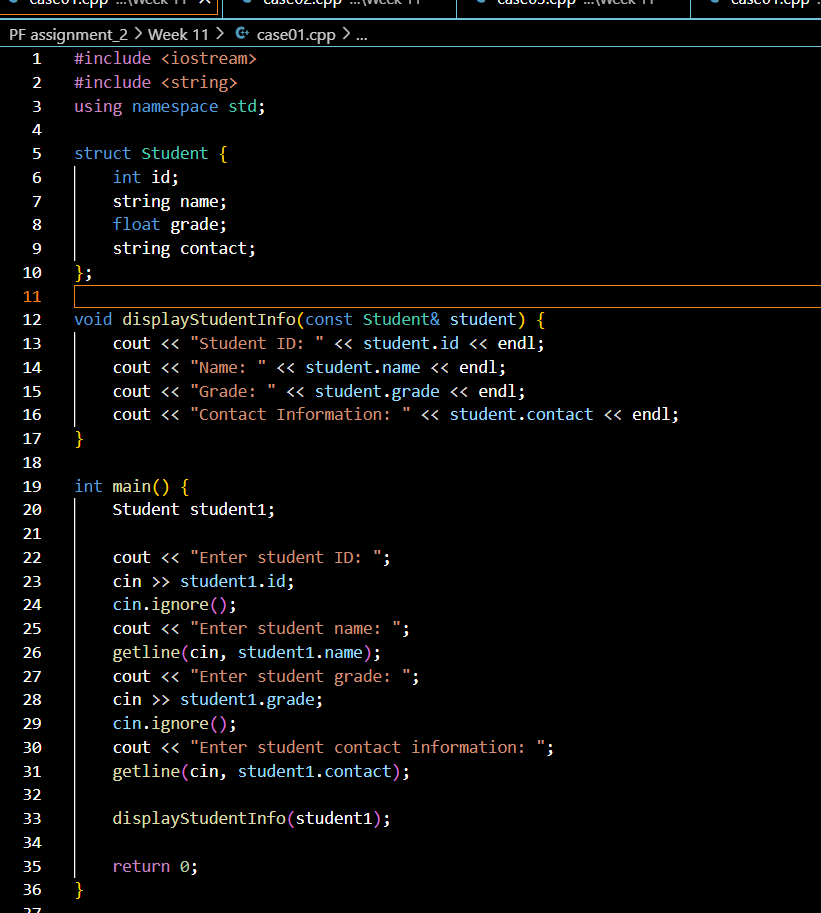 case01.cpp ...\Week 11 case02.cpp ...\Week 11 case03.cpp ...\Week 11 case01.cpp
PF assignment_2 > Week 11 > case01.cpp > ...
1 #include <iostream>
2 #include <string>
3 using namespace std;
4
5 struct Student {
6     int id;
7     string name;
8     float grade;
9     string contact;
10 };
11
12 void displayStudentInfo(const Student& student) {
13     cout << "Student ID: " << student.id << endl;
14     cout << "Name: " << student.name << endl;
15     cout << "Grade: " << student.grade << endl;
16     cout << "Contact Information: " << student.contact << endl;
17 }
18
19 int main() {
20     Student student1;
21
22     cout << "Enter student ID: ";
23     cin >> student1.id;
24     cin.ignore();
25     cout << "Enter student name: ";
26     getline(cin, student1.name);
27     cout << "Enter student grade: ";
28     cin >> student1.grade;
29     cin.ignore();
30     cout << "Enter student contact information: ";
31     getline(cin, student1.contact);
32
33     displayStudentInfo(student1);
34
35     return 0;
36 }
37